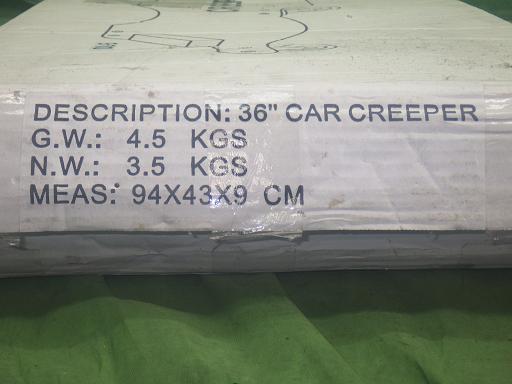 DESCRIPTION: 36" CAR CREEPER
G.W.: 4.5 KGS
N.W.: 3.5 KGS
MEAS: 94X43X9 CM